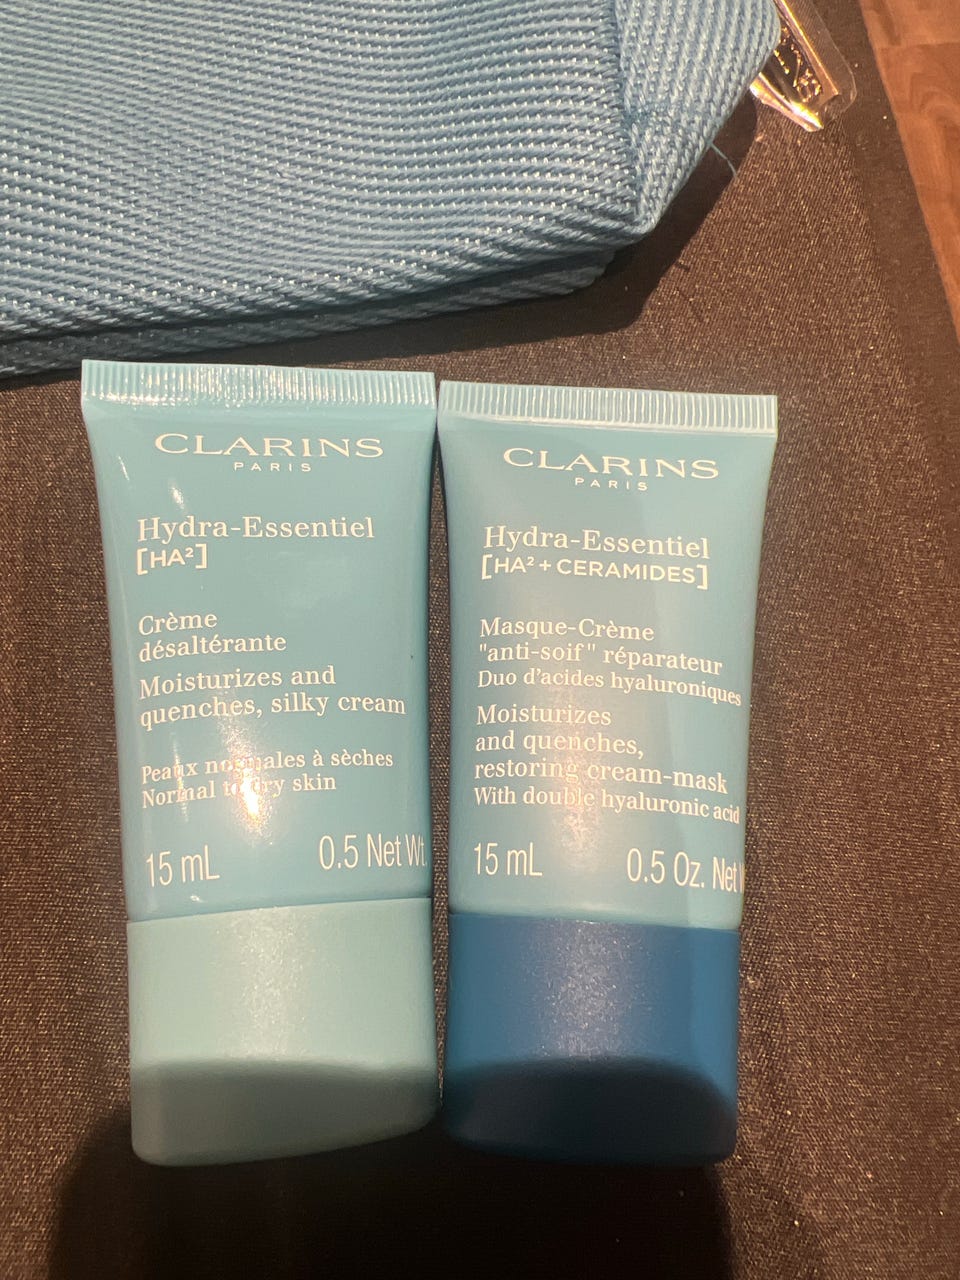 CLARINS
PARIS
Hydra-Essentiel
[HA²]
Crème
désaltérante
Moisturizes and
quenches, silky cream
Peaux normales à sèches
Normal to dry skin
15 mL 0.5 Net Wt.
CLARINS
PARIS
Hydra-Essentiel
[HA² + CERAMIDES]
Masque-Crème
"anti-soif" réparateur
Duo d'acides hyaluroniques
Moisturizes
and quenches,
restoring cream-mask
With double hyaluronic acid
15 mL 0.5 Oz. Net